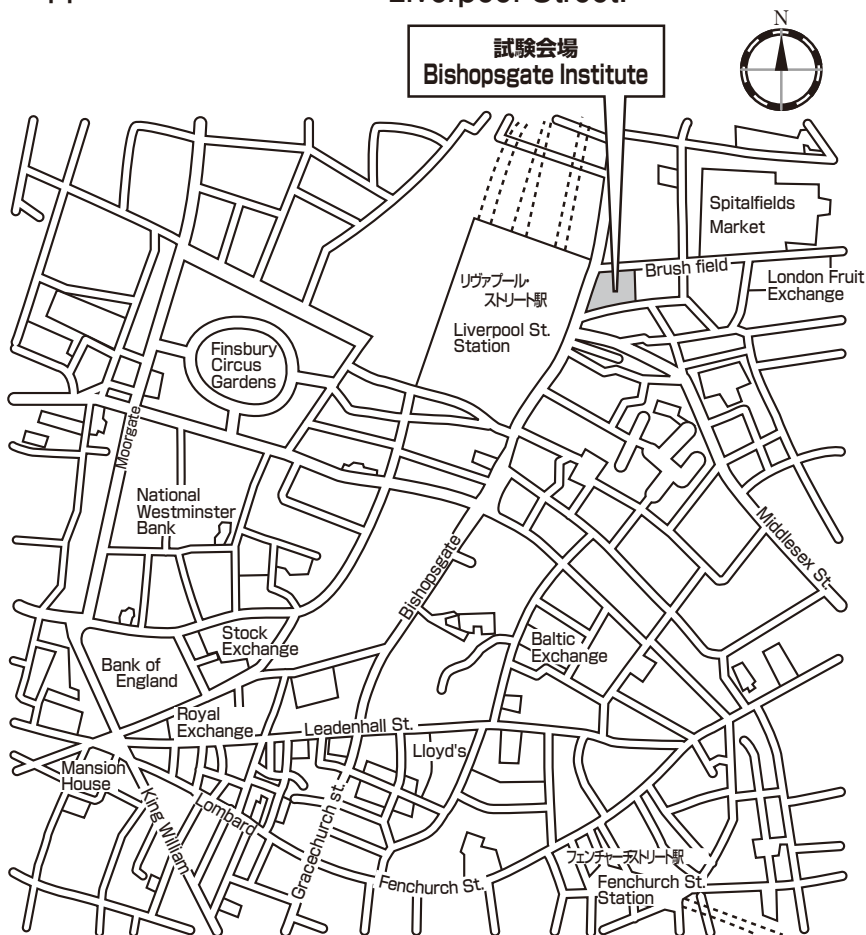 Liverpool Street.
N
試験会場
Bishopsgate Institute
Spitalfields
Market
Brush field
London Fruit
Exchange
リヴァプール・
ストリート駅
Liverpool St.
Station
Finsbury
Circus
Gardens
Moorgate
National
Westminster
Bank
Bishopsgate
Middlesex St.
Stock
Exchange
Baltic
Exchange
Bank of
England
Royal
Exchange
Leadenhall St.
Lloyd's
Mansion
House
King William
Lombard
Gracechurch st.
Fenchurch St.
フェンチャーチストリート駅
Fenchurch St.
Station